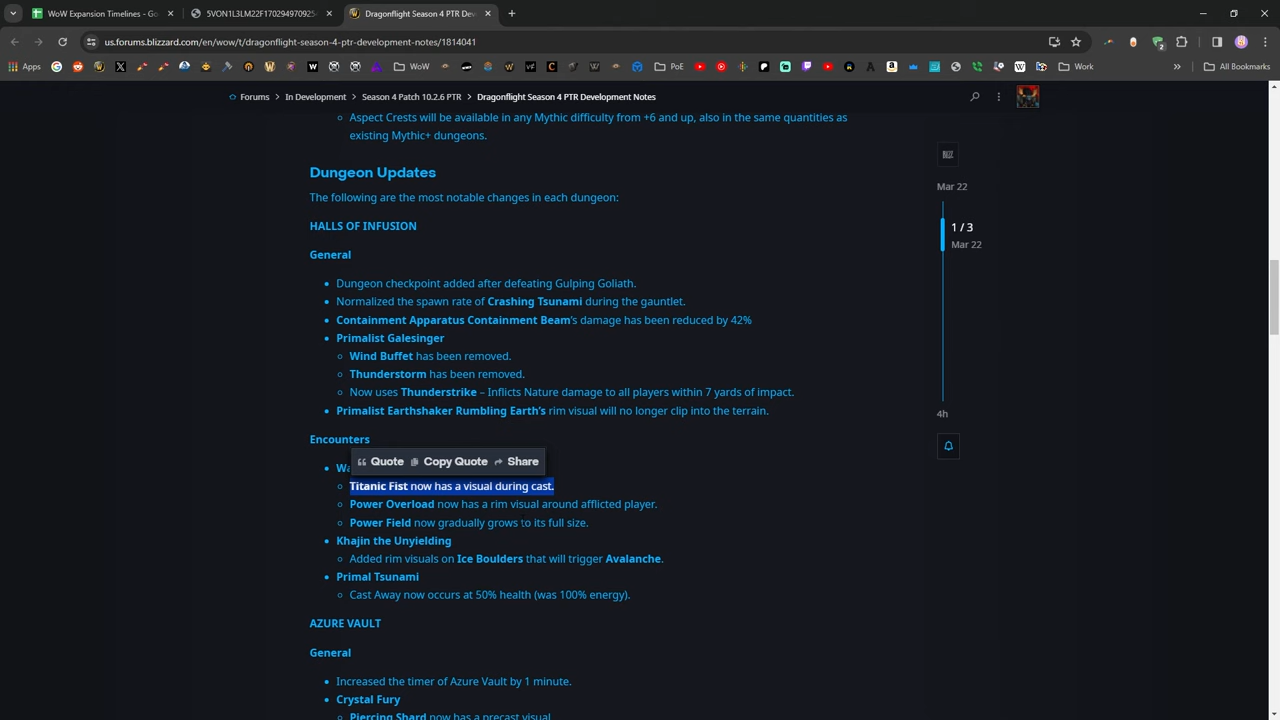 WoW Expansion Timelines - Go
5VON1L3LM22F170294970925-
Dragonflight Season 4 PTR Dev
us.forums.blizzard.com/en/wow/t/dragonflight-season-4-ptr-development-notes/1814041
Apps
WoW
PoE
Work
All Bookmarks
Forums > In Development > Season 4 Patch 10.2.6 PTR > Dragonflight Season 4 PTR Development Notes
Aspect Crests will be available in any Mythic difficulty from +6 and up, also in the same quantities as
existing Mythic+ dungeons.
Dungeon Updates
The following are the most notable changes in each dungeon:
HALLS OF INFUSION
General
Dungeon checkpoint added after defeating Gulping Goliath.
Normalized the spawn rate of Crashing Tsunami during the gauntlet.
Containment Apparatus Containment Beam's damage has been reduced by 42%
Primalist Galesinger
Wind Buffet has been removed.
Thunderstorm has been removed.
Now uses Thunderstrike – Inflicts Nature damage to all players within 7 yards of impact.
Primalist Earthshaker Rumbling Earth's rim visual will no longer clip into the terrain.
Encounters
Quote Copy Quote Share
Wa
Titanic Fist now has a visual during cast.
Power Overload now has a rim visual around afflicted player.
Power Field now gradually grows to its full size.
Khajin the Unyielding
Added rim visuals on Ice Boulders that will trigger Avalanche.
Primal Tsunami
Cast Away now occurs at 50% health (was 100% energy).
AZURE VAULT
General
Increased the timer of Azure Vault by 1 minute.
Crystal Fury
Piercing Shard now has a precast visual
BLIZZ
Mar 22
1 / 3
Mar 22
4h